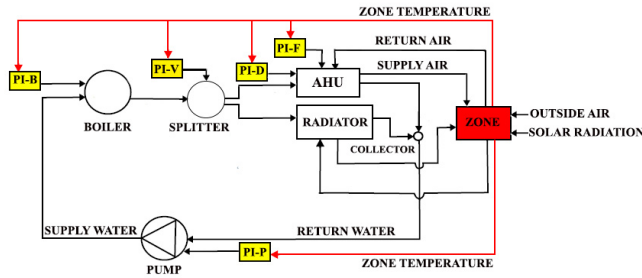 ZONE TEMPERATURE
PI-F
RETURN AIR
PI-B
PI-V
PI-D
AHU
SUPPLY AIR
BOILER
SPLITTER
RADIATOR
ZONE
OUTSIDE AIR
SOLAR RADIATION
COLLECTOR
SUPPLY WATER
RETURN WATER
PI-P
PUMP
ZONE TEMPERATURE